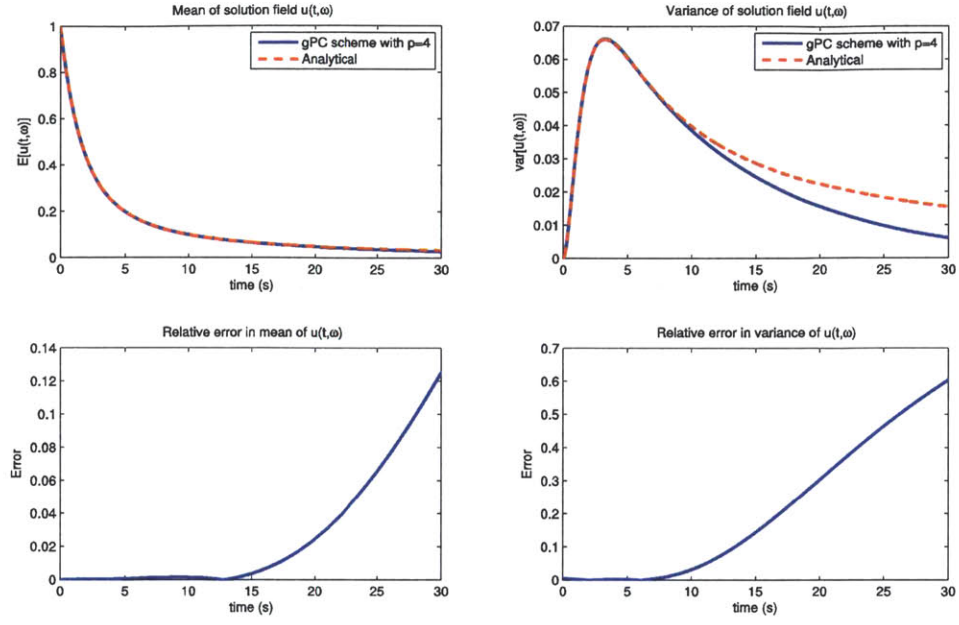 Mean of solution field u(t,ω)
1
0.8
0.6
0.4
0.2
0
E[u(t,ω)]
gPC scheme with p=4
Analytical
0 5 10 15 20 25 30
time (s)
Variance of solution field u(t,ω)
0.07
0.06
0.05
0.04
0.03
0.02
0.01
0
var[u(t,ω)]
gPC scheme with p=4
Analytical
0 5 10 15 20 25 30
time (s)
Relative error in mean of u(t,ω)
0.14
0.12
0.1
0.08
0.06
0.04
0.02
0
Error
0 5 10 15 20 25 30
time (s)
Relative error in variance of u(t,ω)
0.7
0.6
0.5
0.4
0.3
0.2
0.1
0
Error
0 5 10 15 20 25 30
time (s)